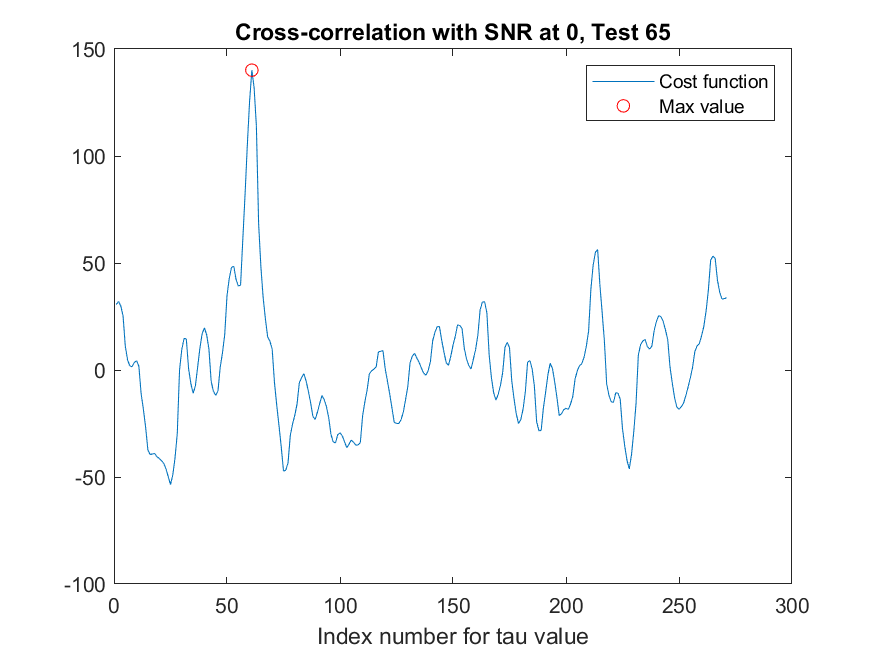 Cross-correlation with SNR at 0, Test 65
150
100
50
0
-50
-100
0 50 100 150 200 250 300
Index number for tau value
Cost function
Max value